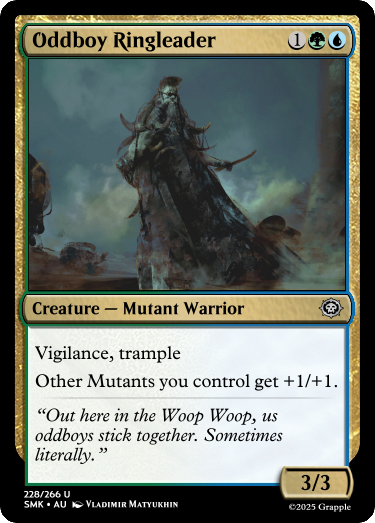 Oddboy Ringleader 1
Creature — Mutant Warrior
Vigilance, trample
Other Mutants you control get +1/+1.
“Out here in the Woop Woop, us
oddboys stick together. Sometimes
literally.”
3/3
228/266 U
SMK • AU Vladimir Matyukhin
©2025 Grapple